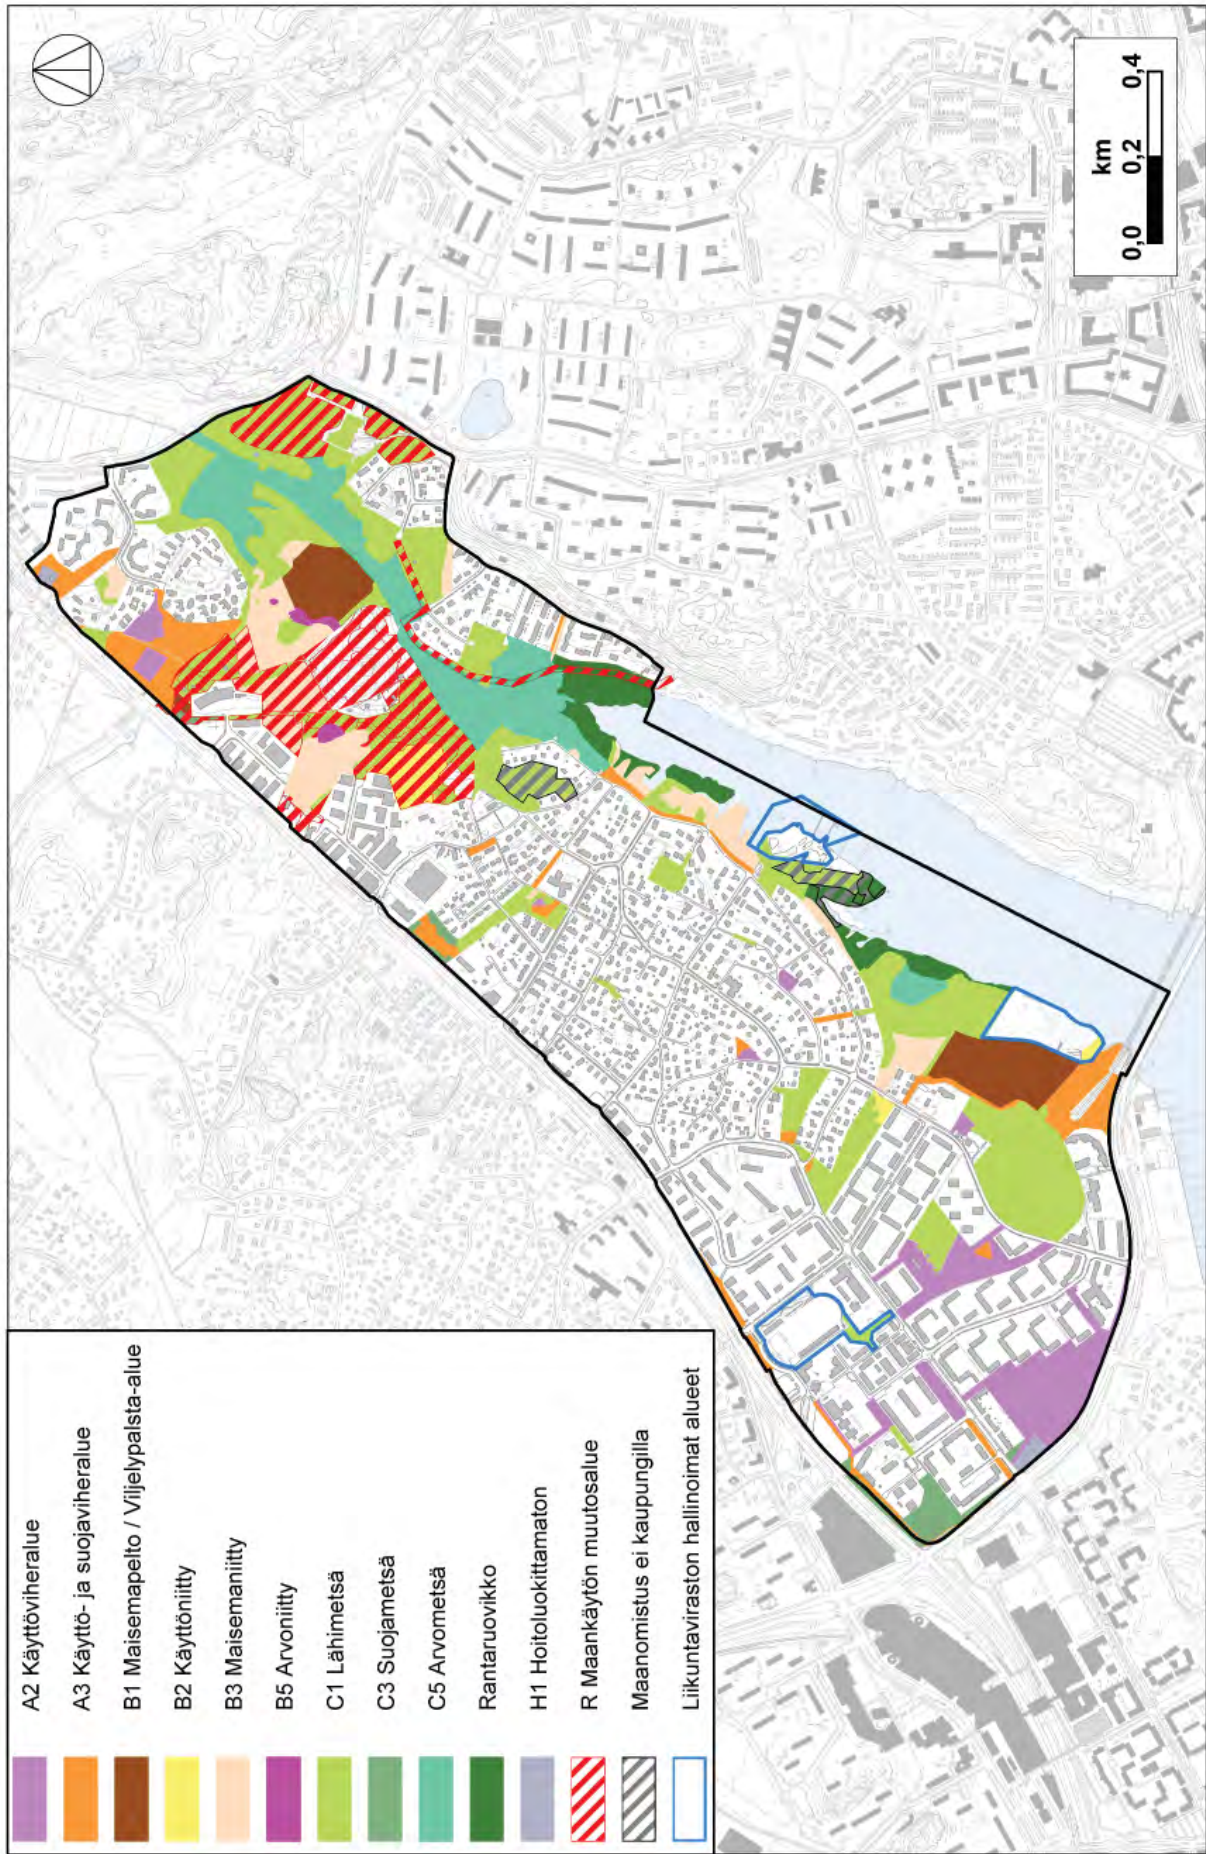 A2 Käyttöviheralue
A3 Käyttö- ja suojaviheralue
B1 Maisemapelto / Viljelypalsta-alue
B2 Käyttöniitty
B3 Maisemaniitty
B5 Arvoniitty
C1 Lähimetsä
C3 Suojametsä
C5 Arvometsä
Rantaruovikko
H1 Hoitoluokittamaton
R Maankäytön muutosalue
Maanomistus ei kaupungilla
Liikuntaviraston hallinoimat alueet
km
0,0 0,2 0,4